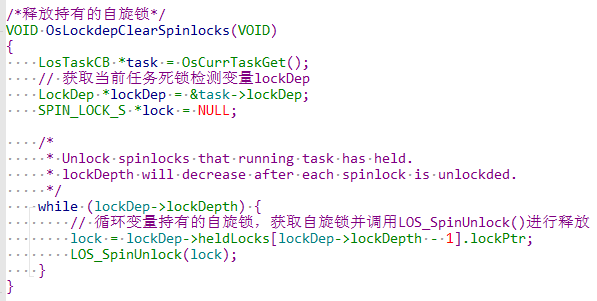 /*释放持有的自旋锁*/
VOID OsLockdepClearSpinlocks(VOID)
{
    LosTaskCB *task = OsCurrTaskGet();
    // 获取当前任务死锁检测变量lockDep
    LockDep *lockDep = &task->lockDep;
    SPIN_LOCK_S *lock = NULL;

    /*
     * Unlock spinlocks that running task has held.
     * lockDepth will decrease after each spinlock is unlockded.
     */
    while (lockDep->lockDepth) {
        // 循环变量持有的自旋锁，获取自旋锁并调用LOS_SpinUnlock()进行释放
        lock = lockDep->heldLocks[lockDep->lockDepth - 1].lockPtr;
        LOS_SpinUnlock(lock);
    }
}